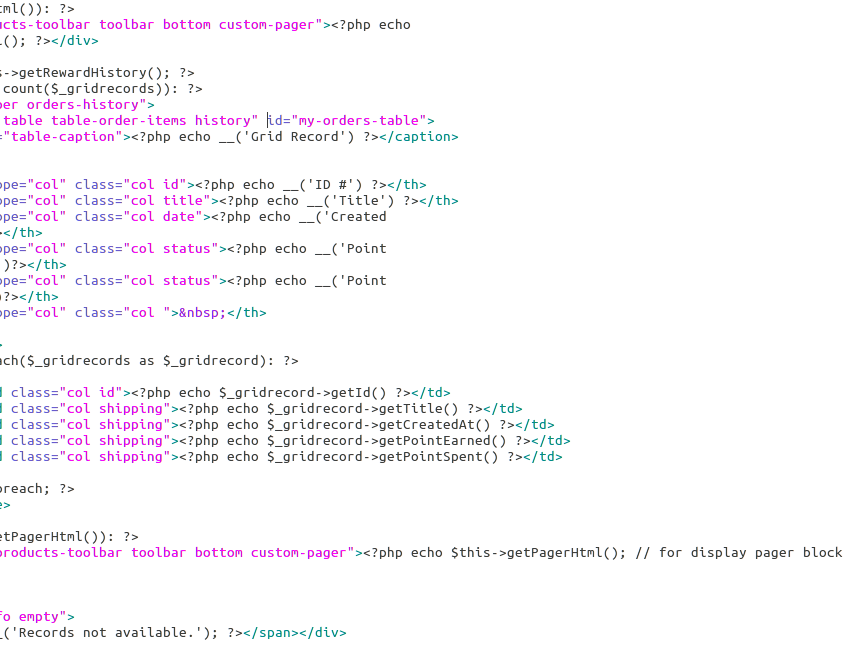 tml()): ?>
ucts-toolbar toolbar bottom custom-pager"><?php echo
l(); ?></div>
s->getRewardHistory(); ?>
count($_gridrecords)): ?>
per orders-history">
table table-order-items history" id="my-orders-table">
="table-caption"><?php echo __('Grid Record') ?></caption>
ope="col" class="col id"><?php echo __('ID #') ?></th>
ope="col" class="col title"><?php echo __('Title') ?></th>
ope="col" class="col date"><?php echo __('Created
></th>
ope="col" class="col status"><?php echo __('Point
')?></th>
ope="col" class="col status"><?php echo __('Point
)?></th>
ope="col" class="col ">&nbsp;</th>
>
ach($_gridrecords as $_gridrecord): ?>
d class="col id"><?php echo $_gridrecord->getId() ?></td>
d class="col shipping"><?php echo $_gridrecord->getTitle() ?></td>
d class="col shipping"><?php echo $_gridrecord->getCreatedAt() ?></td>
d class="col shipping"><?php echo $_gridrecord->getPointEarned() ?></td>
d class="col shipping"><?php echo $_gridrecord->getPointSpent() ?></td>
oreach; ?>
e>
etPagerHtml()): ?>
products-toolbar toolbar bottom custom-pager"><?php echo $this->getPagerHtml(); // for display pager block
fo empty">
_('Records not available.'); ?></span></div>